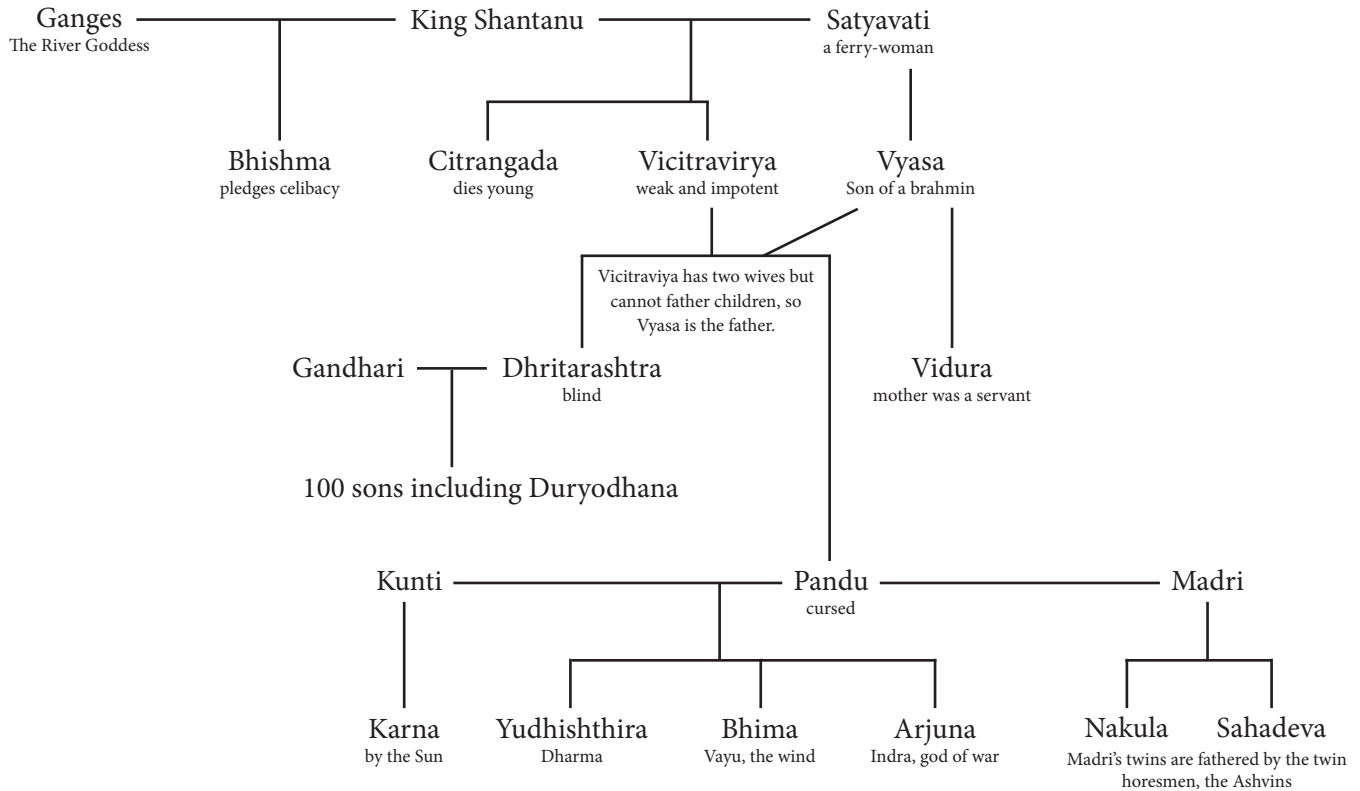 Ganges
The River Goddess
King Shantanu
Satyavati
a ferry-woman
Bhishma
pledges celibacy
Citrangada
dies young
Vicitravirya
weak and impotent
Vyasa
Son of a brahmin
Vicitraviya has two wives but
cannot father children, so
Vyasa is the father.
Gandhari
Dhritarashtra
blind
Vidura
mother was a servant
100 sons including Duryodhana
Kunti
Pandu
cursed
Madri
Karna
by the Sun
Yudhishthira
Dharma
Bhima
Vayu, the wind
Arjuna
Indra, god of war
Nakula
Sahadeva
Madri's twins are fathered by the twin
horesmen, the Ashvins